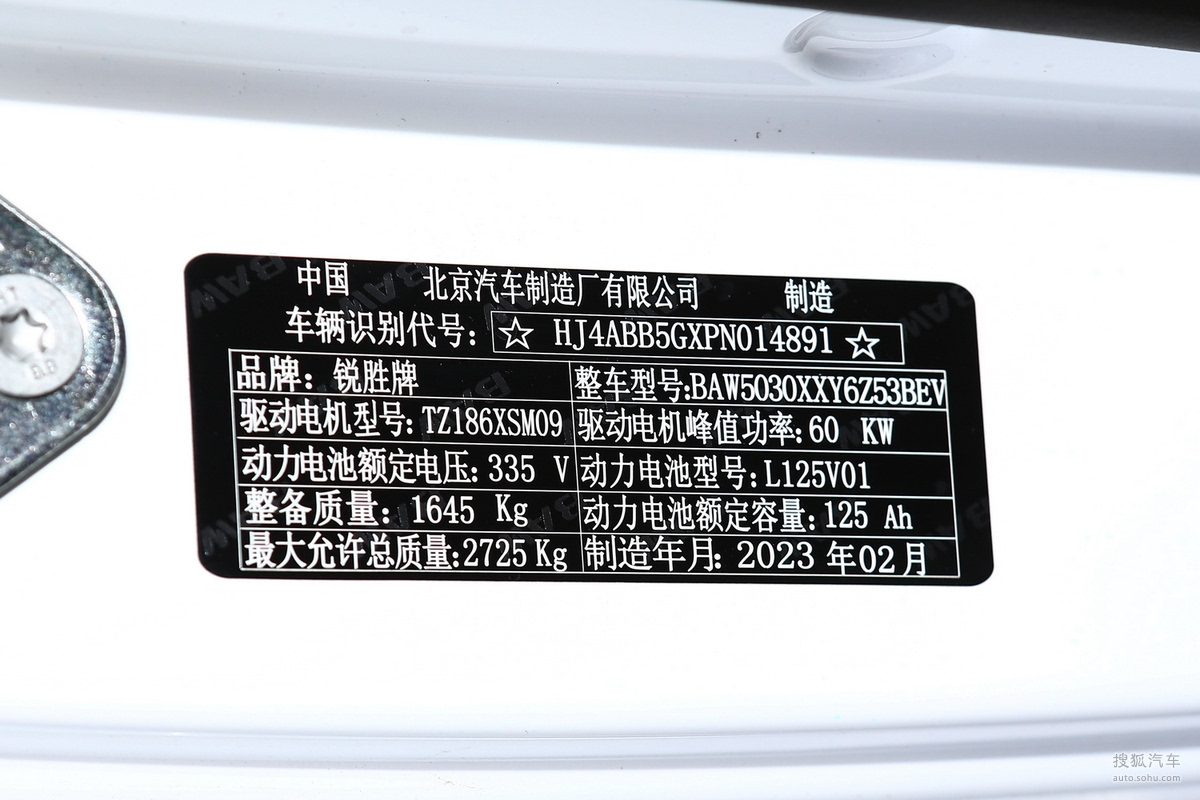 中国 北京汽车制造厂有限公司 制造
车辆识别代号: ☆ HJ4ABB5GXPN014891 ☆
品牌: 锐胜牌 整车型号:BAW5030XXY6Z53BEV
驱动电机型号: TZ186XSM09 驱动电机峰值功率: 60 KW
动力电池额定电压: 335 V 动力电池型号: L125V01
整备质量: 1645 Kg 动力电池额定容量: 125 Ah
最大允许总质量:2725 Kg 制造年月: 2023 年02月
搜狐汽车
auto.sohu.com